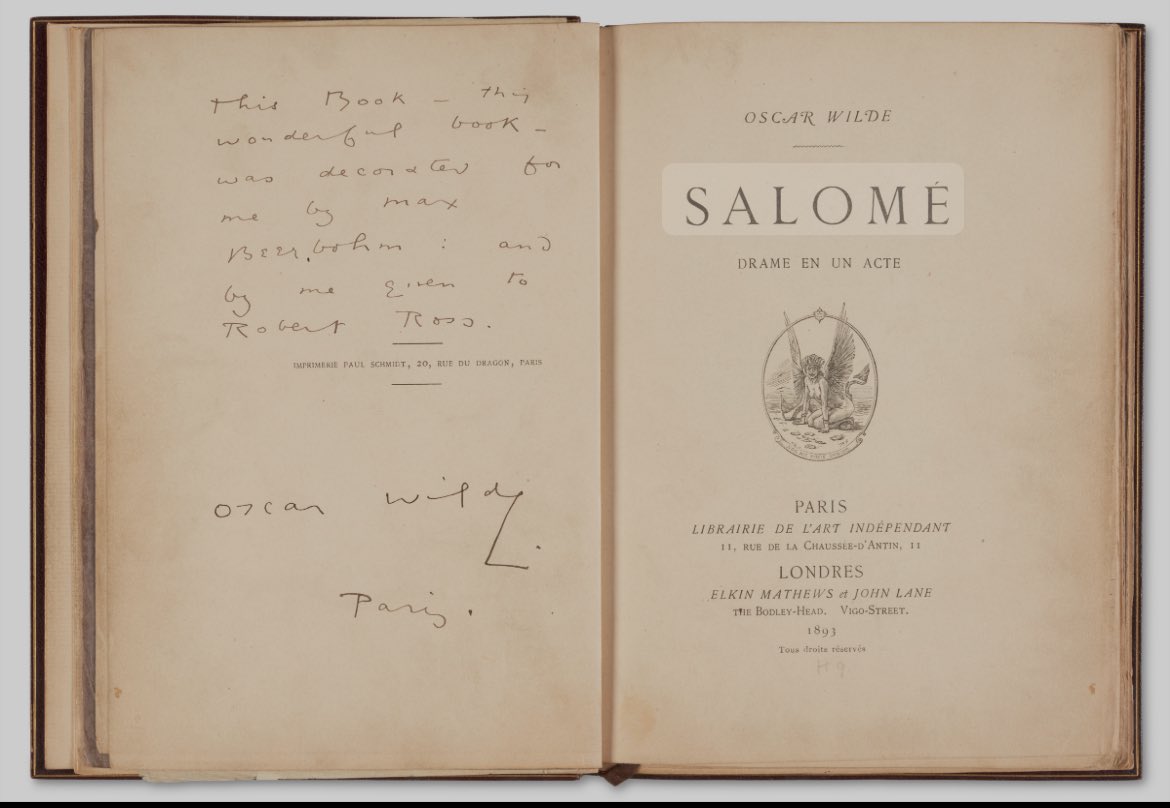 This Book – this
wonderful book –
was decorated for
me by Max
Beerbohm : and
by me given to
Robert Ross.
IMPRIMERIE PAUL SCHMIDT, 20, RUE DU DRAGON, PARIS
Oscar Wilde
Paris.
OSCAR WILDE
SALOMÉ
DRAME EN UN ACTE
PARIS
LIBRAIRIE DE L'ART INDÉPENDANT
11, RUE DE LA CHAUSSÉE-D'ANTIN, 11
LONDRES
ELKIN MATHEWS et JOHN LANE
THE BODLEY-HEAD. VIGO-STREET.
1893
Tous droits réservés